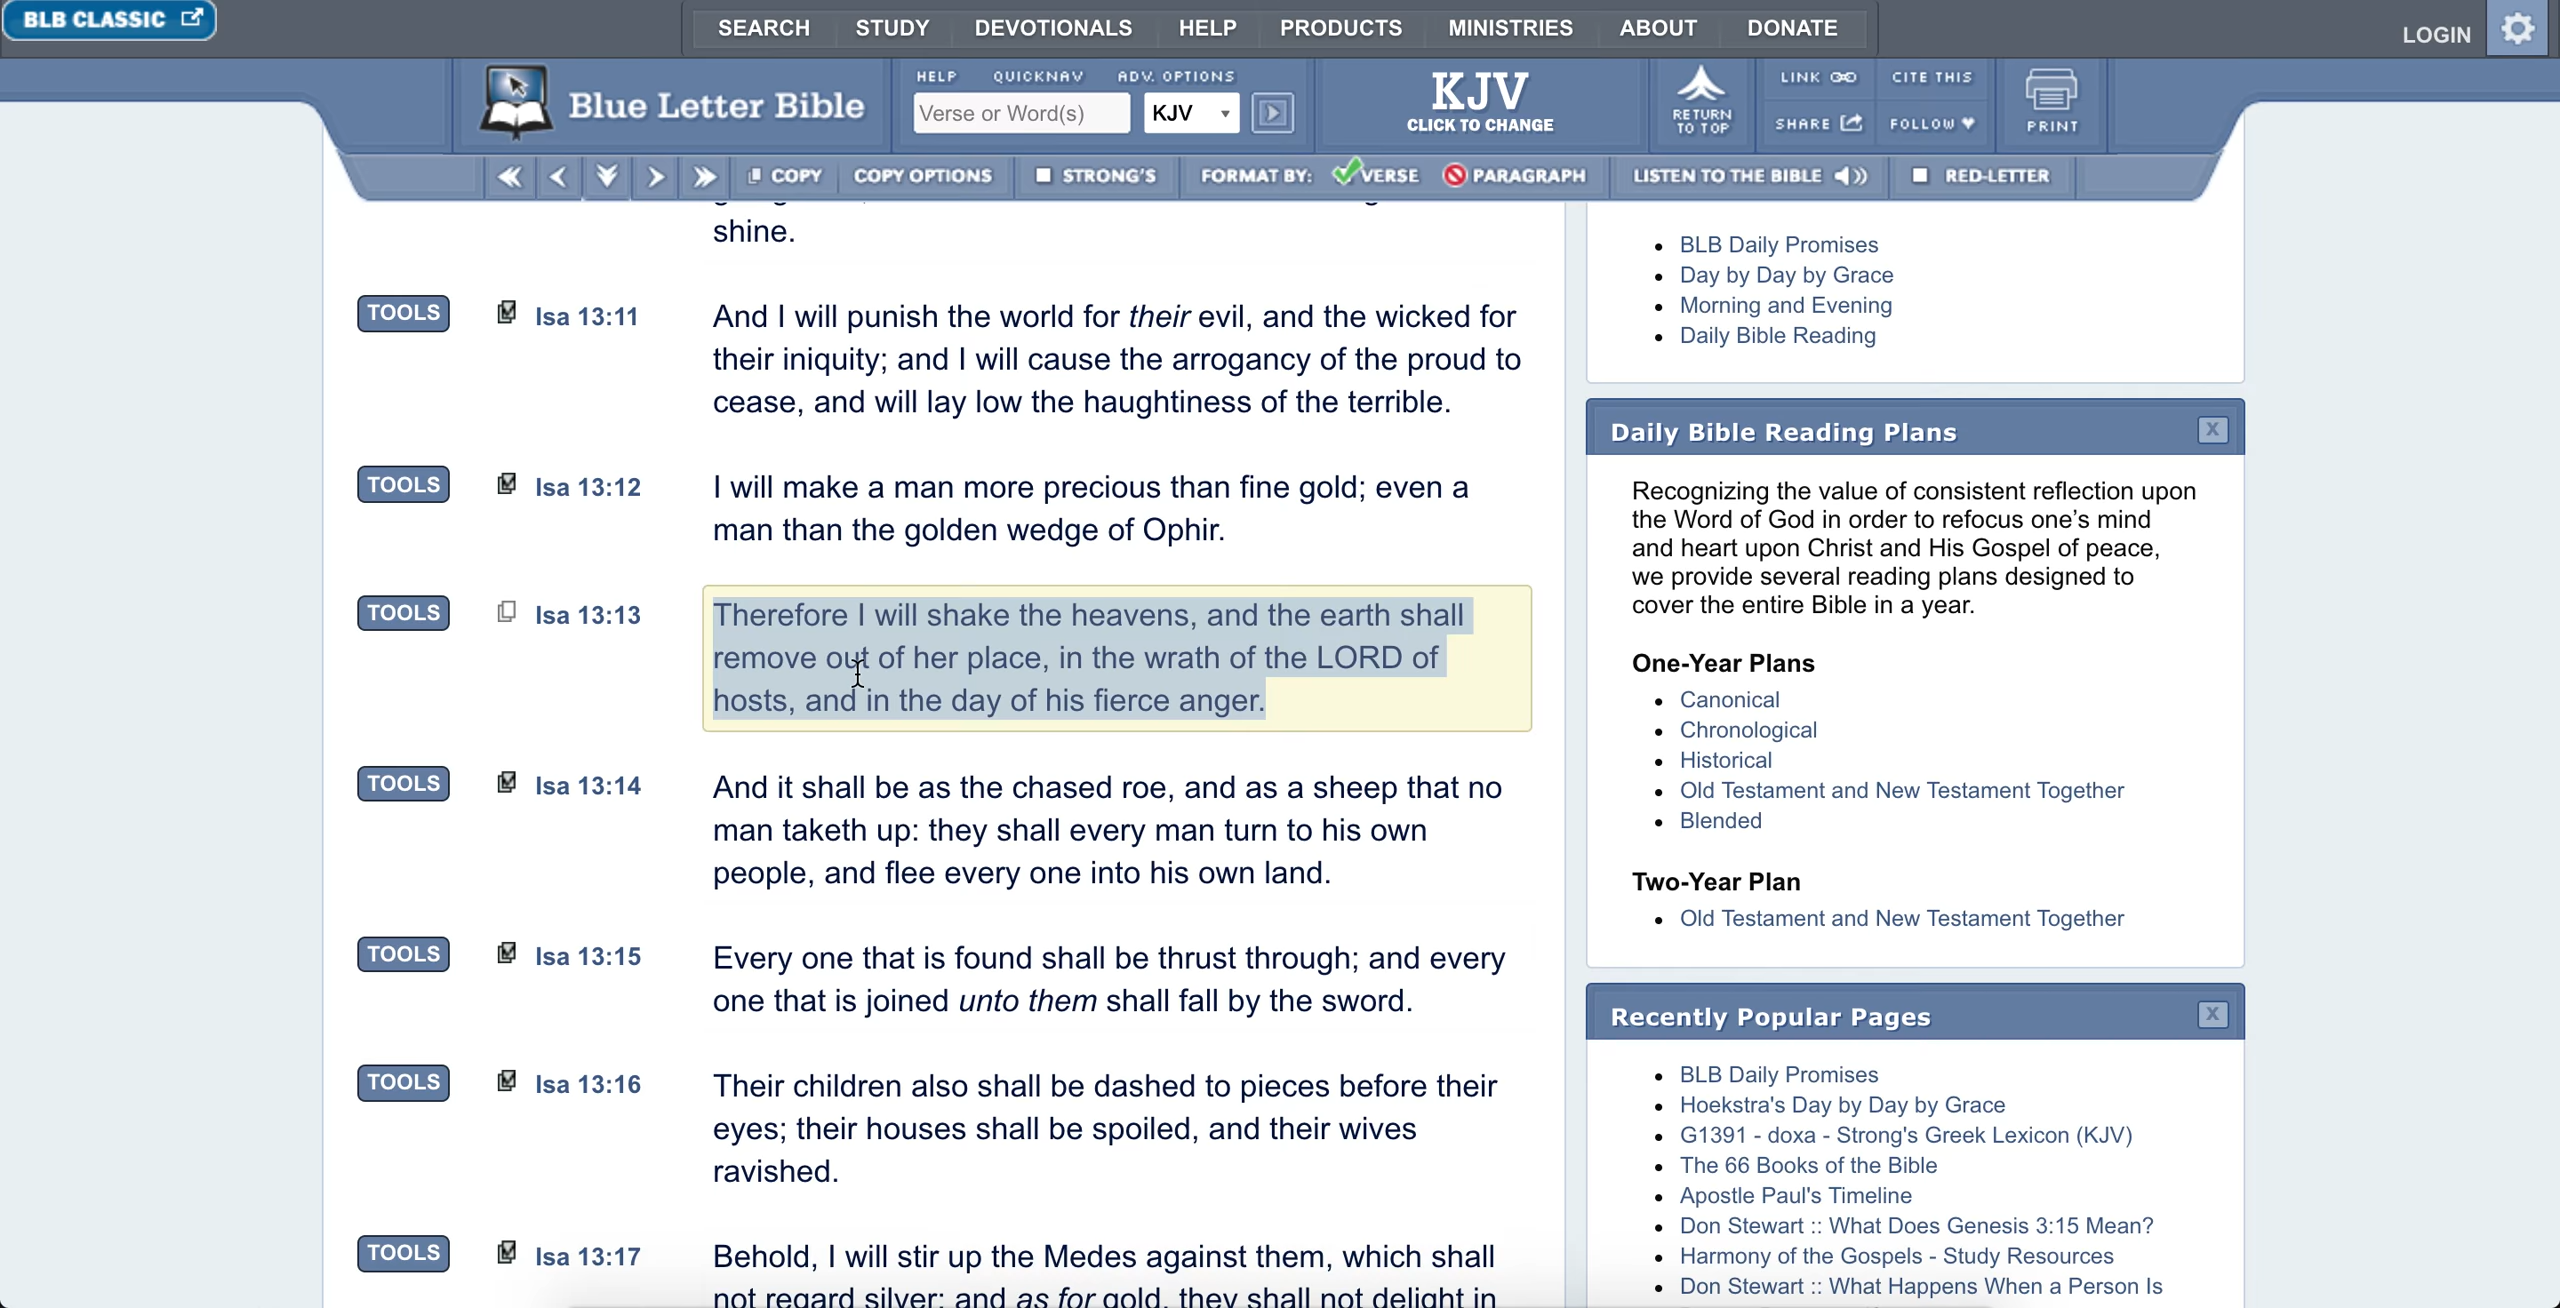 BLB CLASSIC
SEARCH STUDY DEVOTIONALS HELP PRODUCTS MINISTRIES ABOUT DONATE
LOGIN
Blue Letter Bible
HELP QUICKNAV ADV. OPTIONS
Verse or Word(s) KJV
KJV
CLICK TO CHANGE
RETURN
TO TOP
LINK CITE THIS
SHARE FOLLOW
PRINT
COPY COPY OPTIONS STRONG'S FORMAT BY: VERSE PARAGRAPH LISTEN TO THE BIBLE RED-LETTER
shine.
TOOLS Isa 13:11 And I will punish the world for their evil, and the wicked for
their iniquity; and I will cause the arrogancy of the proud to
cease, and will lay low the haughtiness of the terrible.
TOOLS Isa 13:12 I will make a man more precious than fine gold; even a
man than the golden wedge of Ophir.
TOOLS Isa 13:13 Therefore I will shake the heavens, and the earth shall
remove out of her place, in the wrath of the LORD of
hosts, and in the day of his fierce anger.
TOOLS Isa 13:14 And it shall be as the chased roe, and as a sheep that no
man taketh up: they shall every man turn to his own
people, and flee every one into his own land.
TOOLS Isa 13:15 Every one that is found shall be thrust through; and every
one that is joined unto them shall fall by the sword.
TOOLS Isa 13:16 Their children also shall be dashed to pieces before their
eyes; their houses shall be spoiled, and their wives
ravished.
TOOLS Isa 13:17 Behold, I will stir up the Medes against them, which shall
not regard silver; and as for gold, they shall not delight in
BLB Daily Promises
Day by Day by Grace
Morning and Evening
Daily Bible Reading
Daily Bible Reading Plans X
Recognizing the value of consistent reflection upon
the Word of God in order to refocus one’s mind
and heart upon Christ and His Gospel of peace,
we provide several reading plans designed to
cover the entire Bible in a year.
One-Year Plans
Canonical
Chronological
Historical
Old Testament and New Testament Together
Blended
Two-Year Plan
Old Testament and New Testament Together
Recently Popular Pages X
BLB Daily Promises
Hoekstra's Day by Day by Grace
G1391 - doxa - Strong's Greek Lexicon (KJV)
The 66 Books of the Bible
Apostle Paul's Timeline
Don Stewart :: What Does Genesis 3:15 Mean?
Harmony of the Gospels - Study Resources
Don Stewart :: What Happens When a Person Is